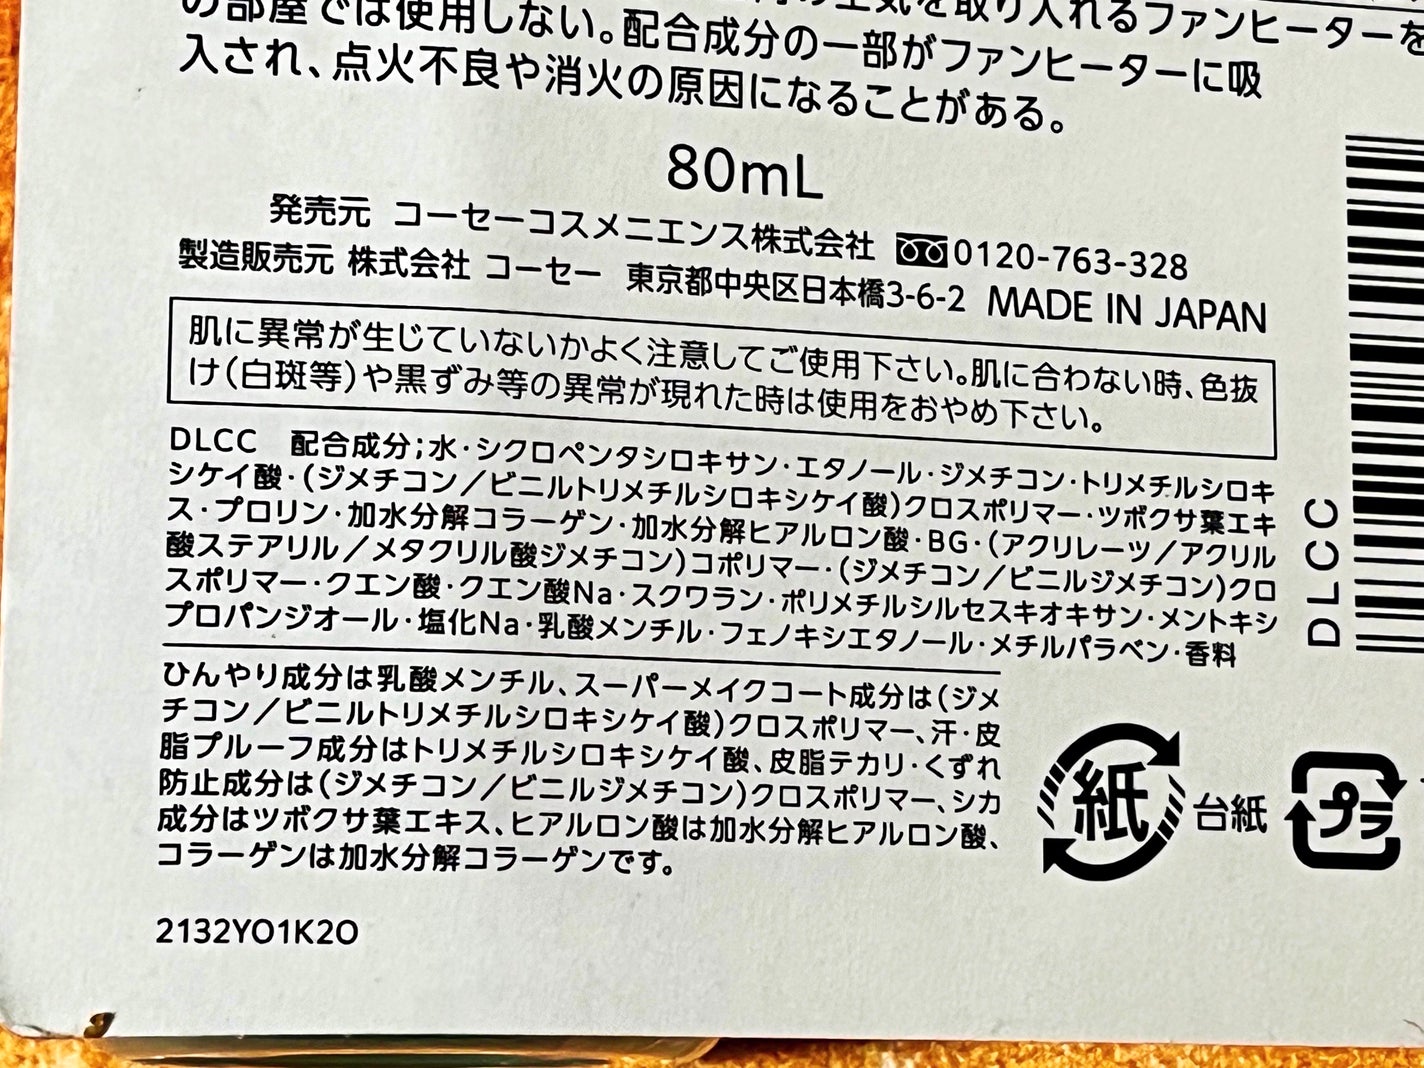 の部屋では使用しない。配合成分の一部がファンヒーターに吸
入され、点火不良や消火の原因になることがある。
80mL
発売元 コーセーコスメニエンス株式会社 0120-763-328
製造販売元 株式会社 コーセー 東京都中央区日本橋3-6-2 MADE IN JAPAN
肌に異常が生じていないかよく注意してご使用下さい。肌に合わない時、色抜
け(白斑等)や黒ずみ等の異常が現れた時は使用をおやめ下さい。
DLCC 配合成分;水・シクロペンタシロキサン・エタノール・ジメチコン・トリメチルシロキ
シケイ酸・(ジメチコン/ビニルトリメチルシロキシケイ酸)クロスポリマー・ツボクサ葉エキ
ス・プロリン・加水分解コラーゲン・加水分解ヒアルロン酸・BG・(アクリレーツ/アクリル
酸ステアリル/メタクリル酸ジメチコン)コポリマー・(ジメチコン/ビニルジメチコン)クロ
スポリマー・クエン酸・クエン酸Na・スクワラン・ポリメチルシルセスキオキサン・メントキシ
プロパンジオール・塩化Na・乳酸メンチル・フェノキシエタノール・メチルパラベン・香料
ひんやり成分は乳酸メンチル、スーパーメイクコート成分は(ジメ
チコン/ビニルトリメチルシロキシケイ酸)クロスポリマー、汗・皮
脂プルーフ成分はトリメチルシロキシケイ酸、皮脂テカリ・くずれ
防止成分は(ジメチコン/ビニルジメチコン)クロスポリマー、シカ
成分はツボクサ葉エキス、ヒアルロン酸は加水分解ヒアルロン酸、
コラーゲンは加水分解コラーゲンです。
2132YO1K2O
DLCC
紙
台紙
プラ